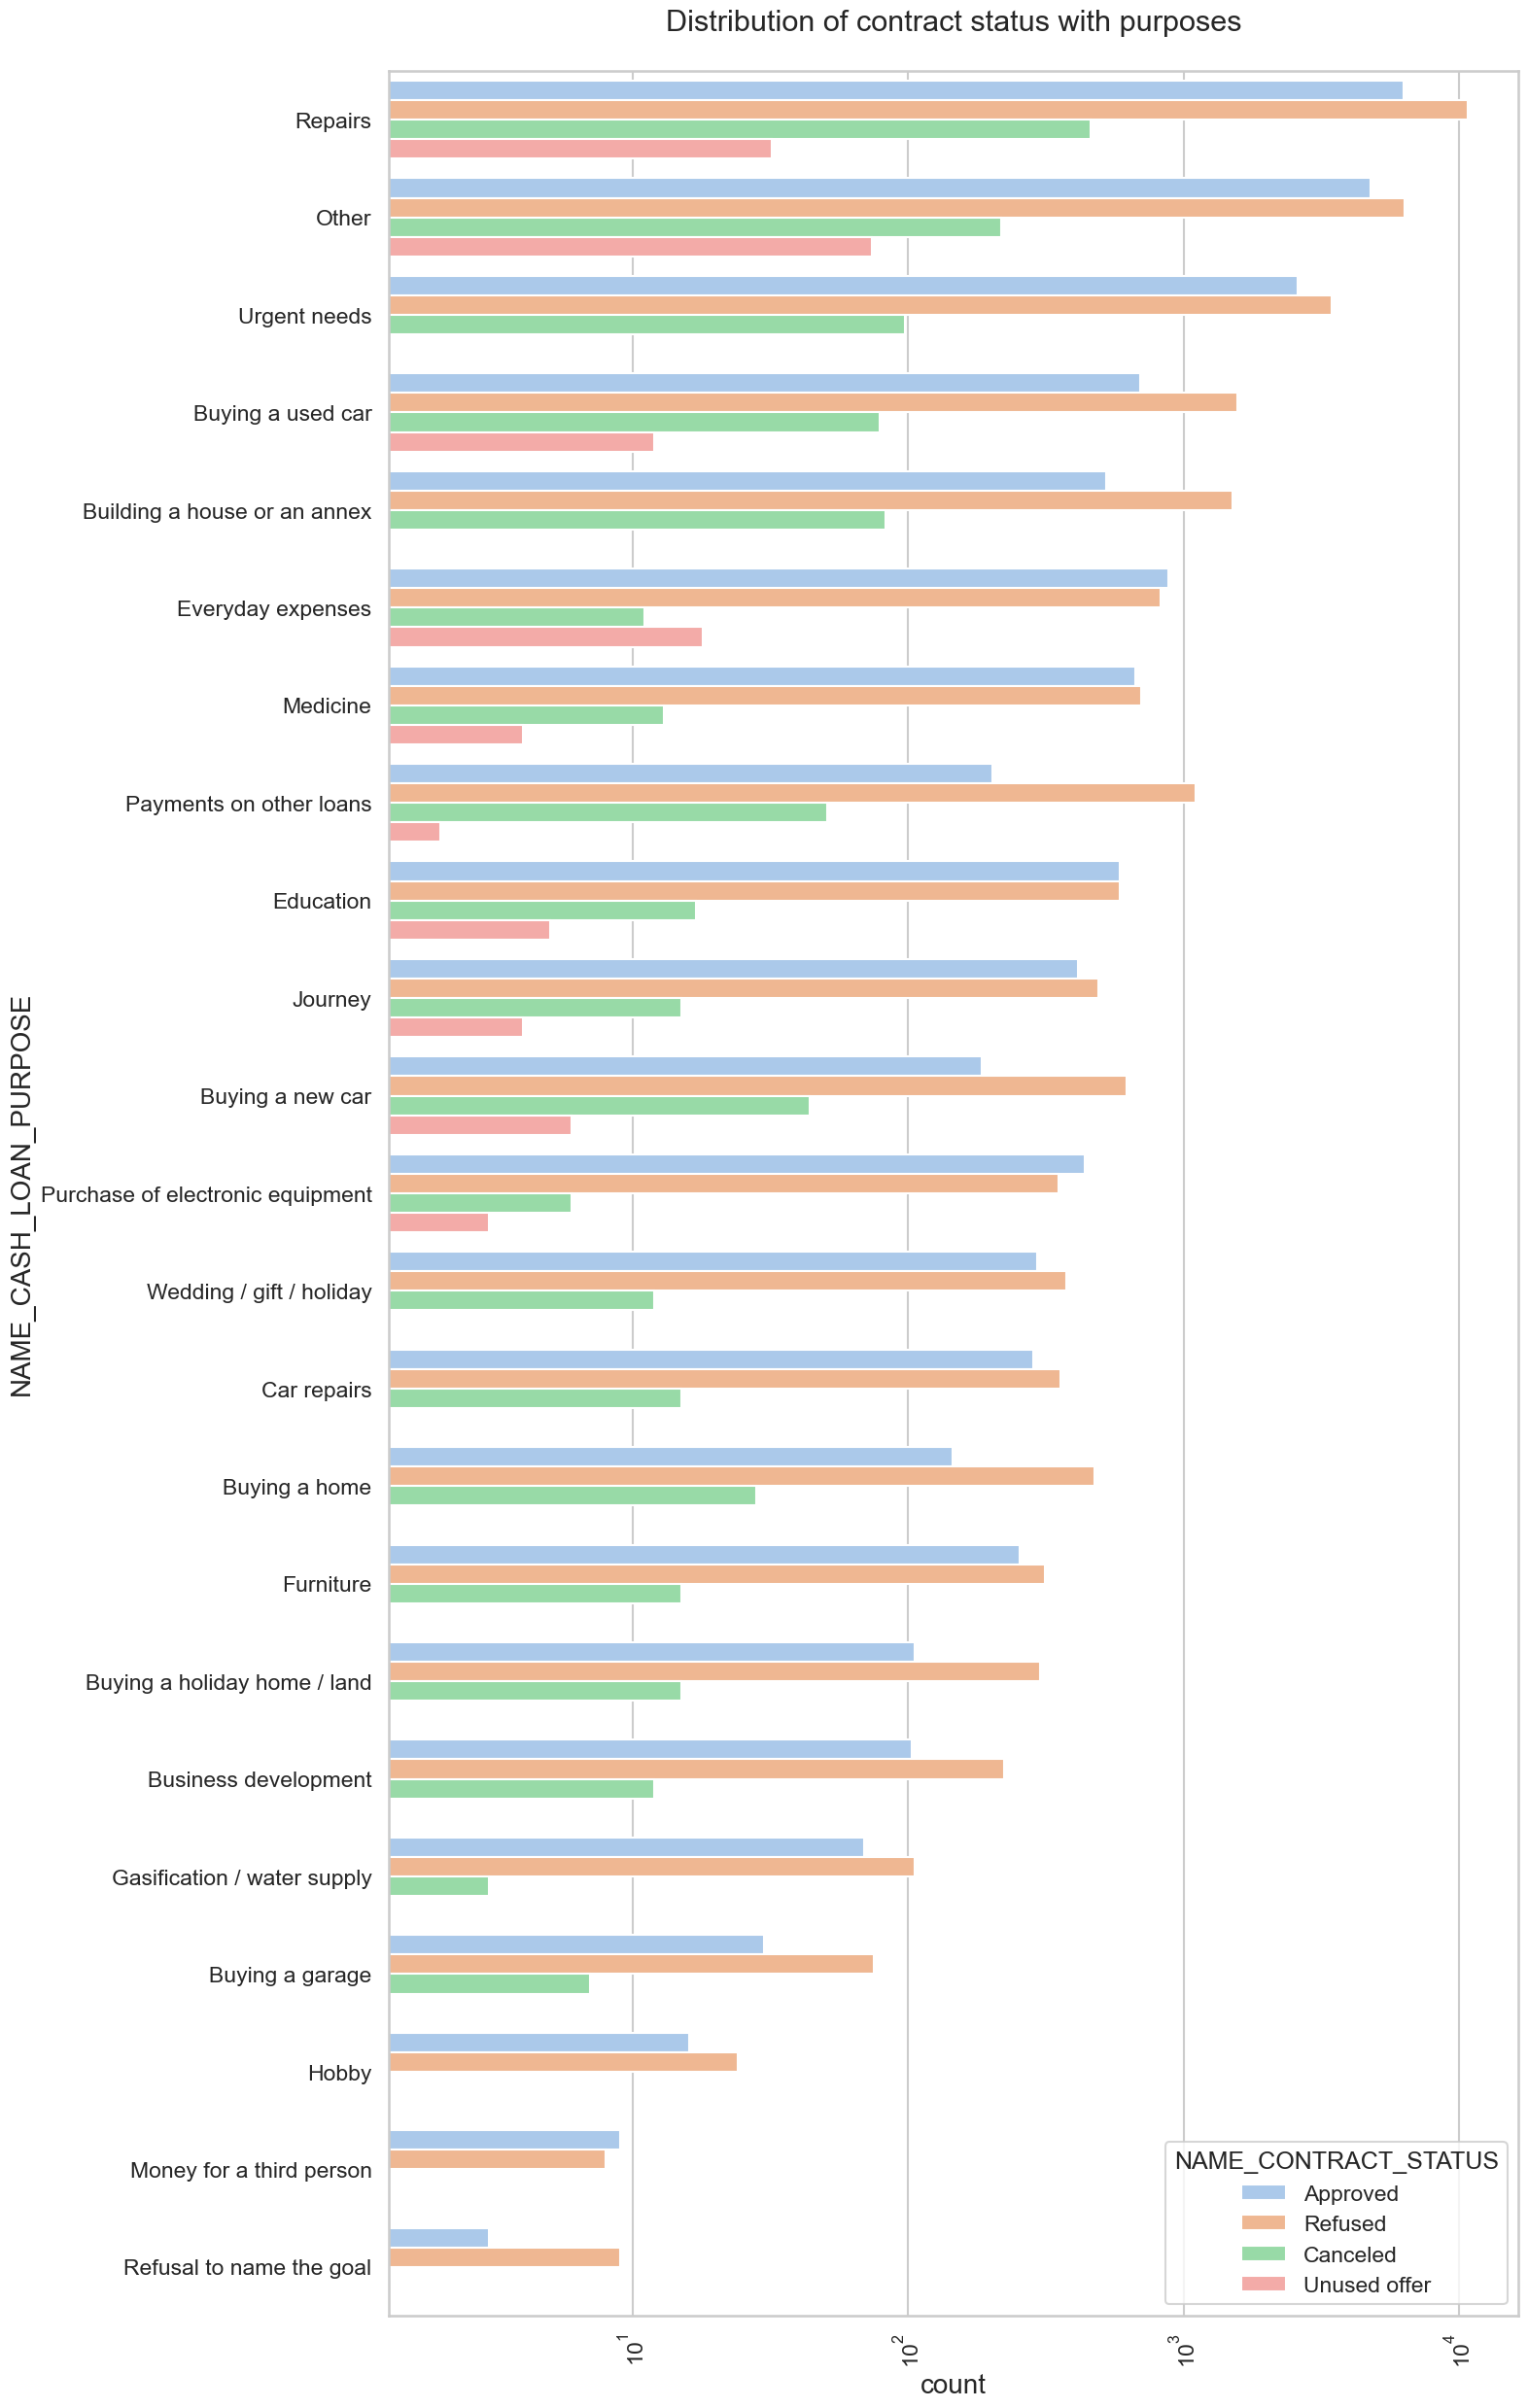 Distribution of contract status with purposes
NAME_CASH_LOAN_PURPOSE
Repairs
Other
Urgent needs
Buying a used car
Building a house or an annex
Everyday expenses
Medicine
Payments on other loans
Education
Journey
Buying a new car
Purchase of electronic equipment
Wedding / gift / holiday
Car repairs
Buying a home
Furniture
Buying a holiday home / land
Business development
Gasification / water supply
Buying a garage
Hobby
Money for a third person
Refusal to name the goal
NAME_CONTRACT_STATUS
Approved
Refused
Canceled
Unused offer
10^1
10^2
10^3
10^4
count